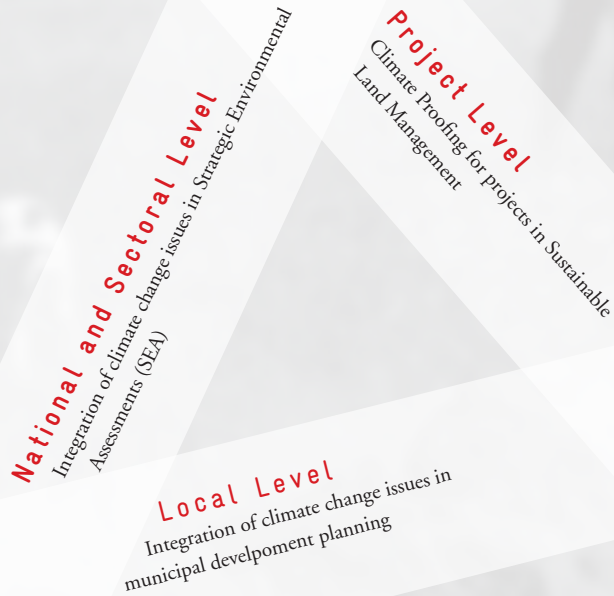 National and Sectoral Level
Integration of climate change issues in Strategic Environmental
Assessments (SEA)
Project Level
Climate Proofing for projects in Sustainable
Land Management
Local Level
Integration of climate change issues in
municipal develpoment planning